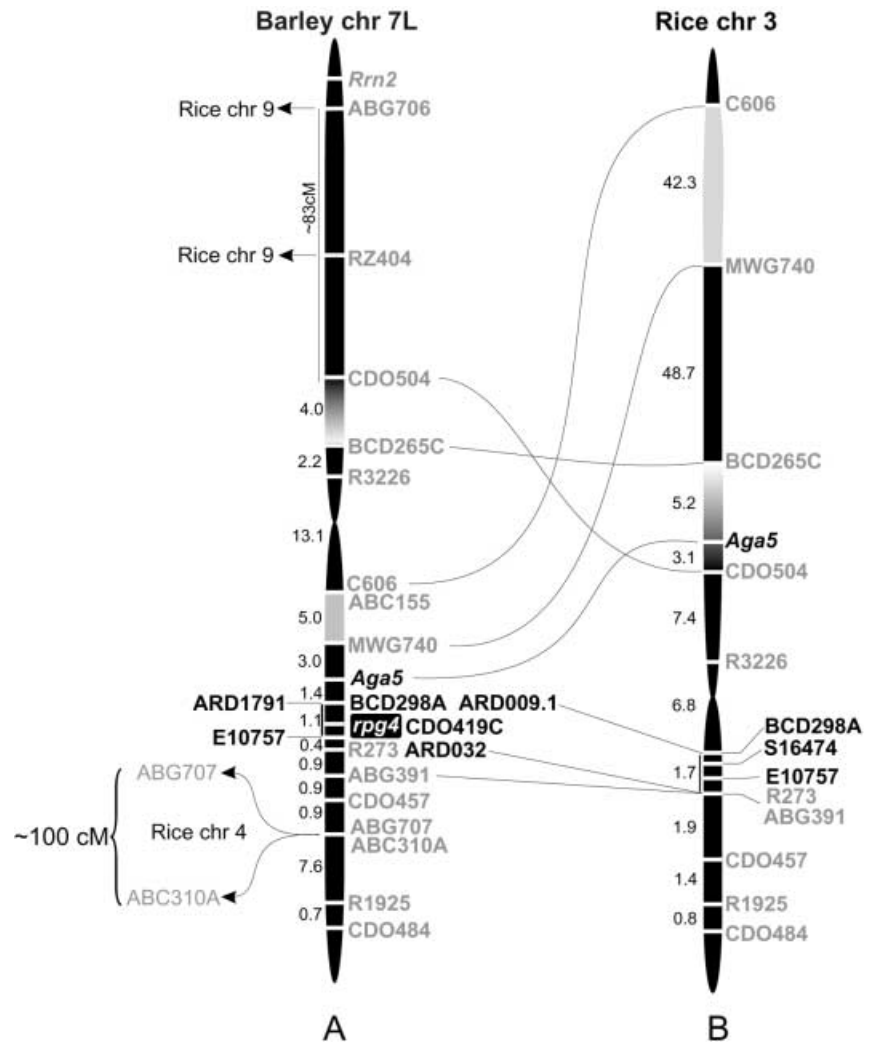 Barley chr 7L
Rice chr 3
Rrn2
Rice chr 9
ABG706
~83cM
Rice chr 9
RZ404
CDO504
4.0
BCD265C
2.2
R3226
13.1
C606
ABC155
5.0
MWG740
3.0
Aga5
1.4
ARD1791
BCD298A ARD009.1
1.1
rpg4 CDO419C
E10757
0.4
R273 ARD032
0.9
ABG391
0.9
CDO457
0.9
ABG707
ABC310A
ABG707
~100 cM
Rice chr 4
ABC310A
7.6
R1925
0.7
CDO484
A
C606
42.3
MWG740
48.7
BCD265C
5.2
Aga5
3.1
CDO504
7.4
R3226
6.8
BCD298A
S16474
1.7
E10757
R273
ABG391
1.9
CDO457
1.4
R1925
0.8
CDO484
B